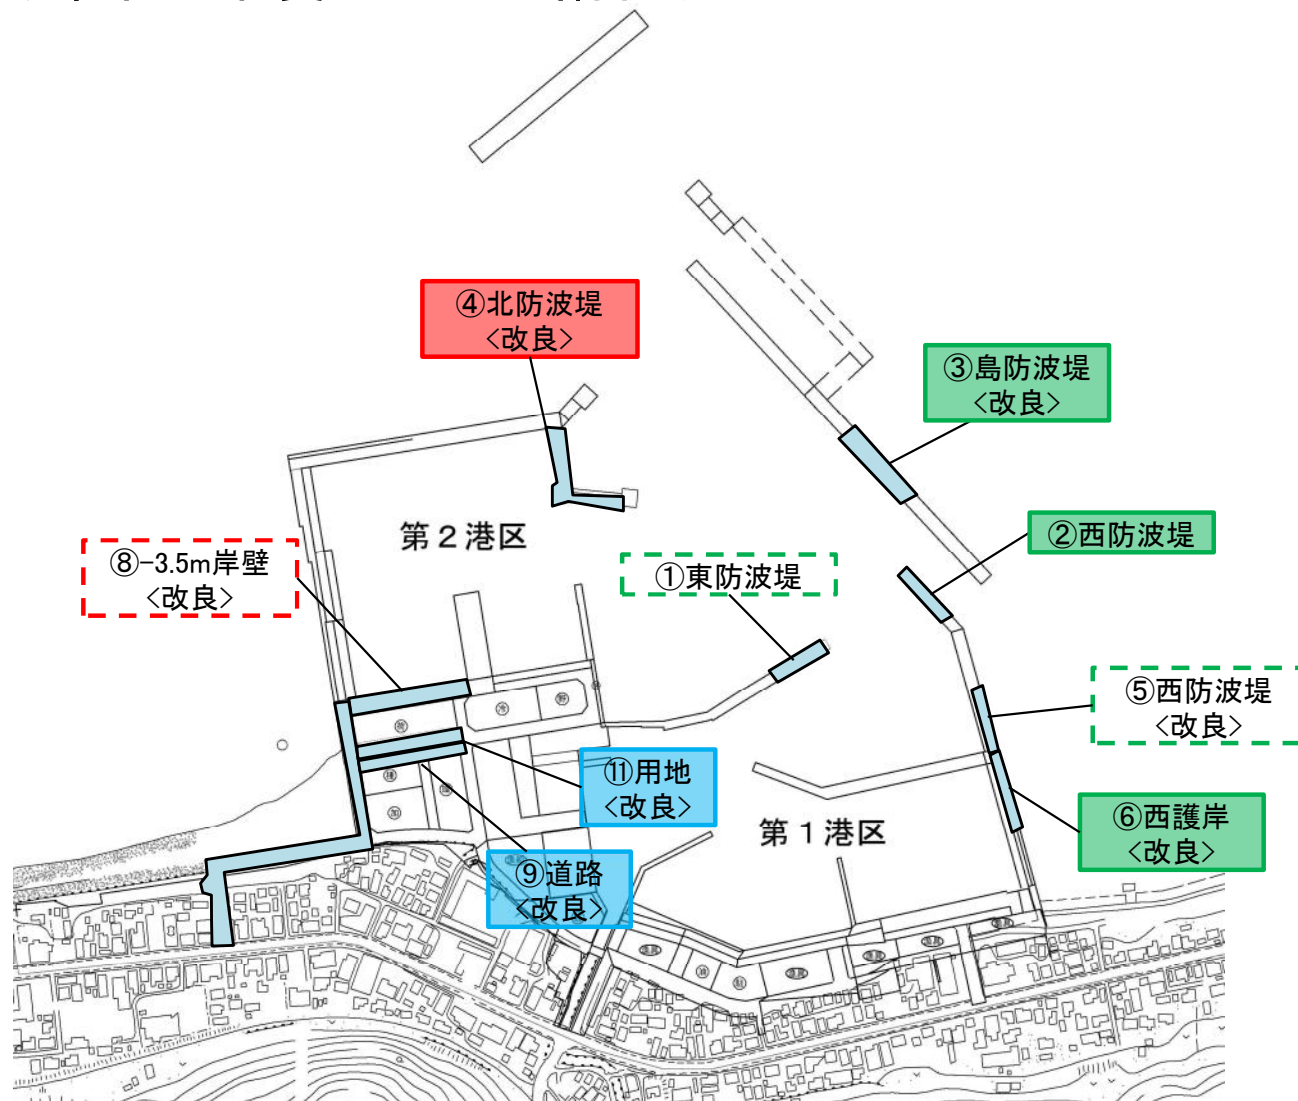 ④北防波堤
<改良>
③島防波堤
<改良>
第２港区
②西防波堤
⑧-3.5m岸壁
<改良>
①東防波堤
⑤西防波堤
<改良>
⑪用地
<改良>
⑥西護岸
<改良>
第１港区
⑨道路
<改良>